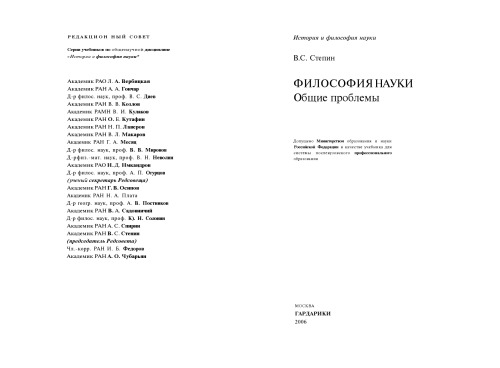 РЕДАКЦИОННЫЙ СОВЕТ
Серии учебников по общенаучной дисциплине
«История и философия науки»
Академик РАО Л. А. Вербицкая
Академик РАН А. А. Гончар
Д-р филос. наук, проф. В. С. Диев
Академик РАН В. В. Козлов
Академик РАМН В. И. Куликов
Академик РАН О. Е. Кутафин
Академик РАН Н. П. Лаверов
Академик РАН В. Л. Макаров
Академик РАН Г. А. Месяц
Д-р филос. наук, проф. В. В. Миронов
Д-р физ.-мат. наук, проф. В. Н. Неволин
Академик РАО Н. Д. Никандров
Д-р филос. наук, проф. А. П. Огурцов
(ученый секретарь Редсовета)
Академик РАН Г. В. Осипов
Академик РАН Н. А. Платэ
Д-р геогр. наук, проф. А. В. Постников
Академик РАН В. А. Садовничий
Д-р филос. наук, проф. Ю. Н. Солонин
Академик РАН А. С. Спирин
Академик РАН В. С. Степин
(председатель Редсовета)
Чл.-корр. РАН И. Б. Федоров
Академик РАН А. О. Чубарьян
История и философия науки
В.С. Степин
ФИЛОСОФИЯ НАУКИ
Общие проблемы
Допущено Министерством образования и науки
Российской Федерации в качестве учебника для
системы послевузовского профессионального
образования
МОСКВА
ГАРДАРИКИ
2006